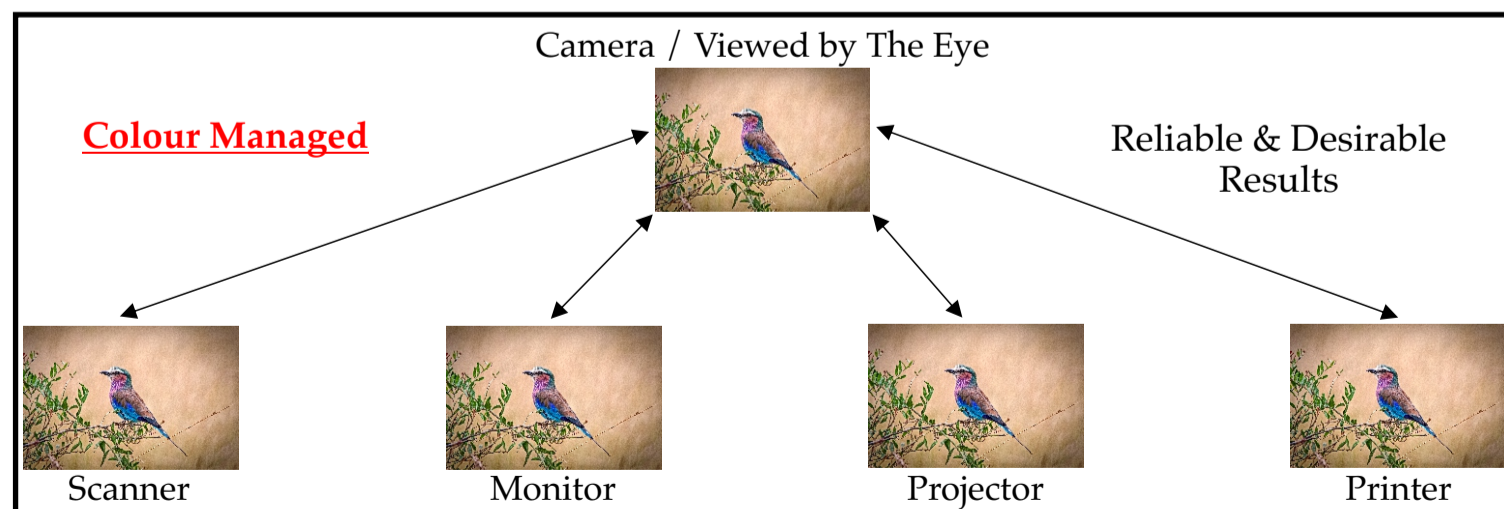 Camera / Viewed by The Eye
Colour Managed
Reliable & Desirable
Results
Scanner
Monitor
Projector
Printer